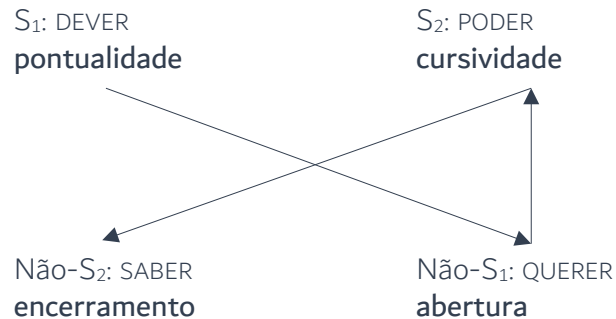 S₁: DEVER
pontualidade
S₂: PODER
cursividade
Não-S₂: SABER
encerramento
Não-S₁: QUERER
abertura